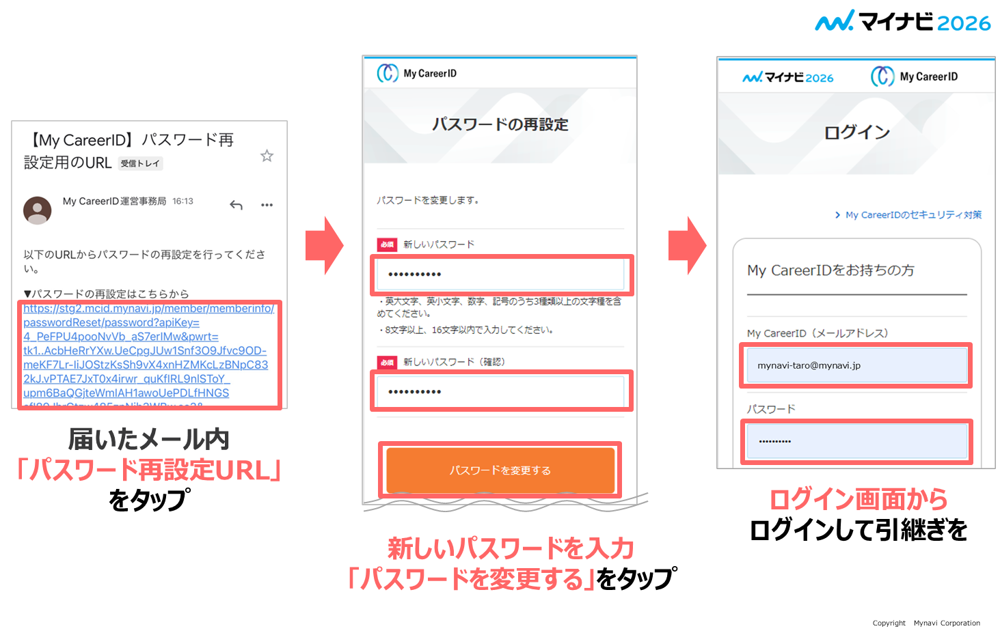 マイナビ2026
【My CareerID】パスワード再
設定用のURL 受信トレイ
My CareerID運営事務局 16:13
以下のURLからパスワードの再設定を行ってくださ
い。
▼パスワードの再設定はこちらから
https://stg2.mcid.mynavi.jp/member/memberinfo/
passwordReset/password?apiKey=
4_PeFPU4pooNvVb_aS7erIMw&pwrt=
tk1..AcbHeRrYXw.UeCpgJUw1Snf3O9Jfvc9OD-
meKF7Lr-IiJOStzKsSh9vX4xnHZMKcLzBNpC83
2kJ.vPTAE7JxT0x4irwr_quKfIRL9nlSToY_
upm6BaQGjteWmIAH1awoUePDLfHNGS
届いたメール内
「パスワード再設定URL」
をタップ
My CareerID
パスワードの再設定
パスワードを変更します。
必須 新しいパスワード
••••••••••
・英大文字、英小文字、数字、記号のうち3種類以上の文字種を含
めてください。
・8文字以上、16文字以内で入力してください。
必須 新しいパスワード（確認）
••••••••••
パスワードを変更する
新しいパスワードを入力
「パスワードを変更する」をタップ
マイナビ2026 My CareerID
ログイン
My CareerIDのセキュリティ対策
My CareerIDをお持ちの方
My CareerID（メールアドレス）
mynavi-taro@mynavi.jp
パスワード
••••••••••
ログイン画面から
ログインして引継ぎを
Copyright Mynavi Corporation